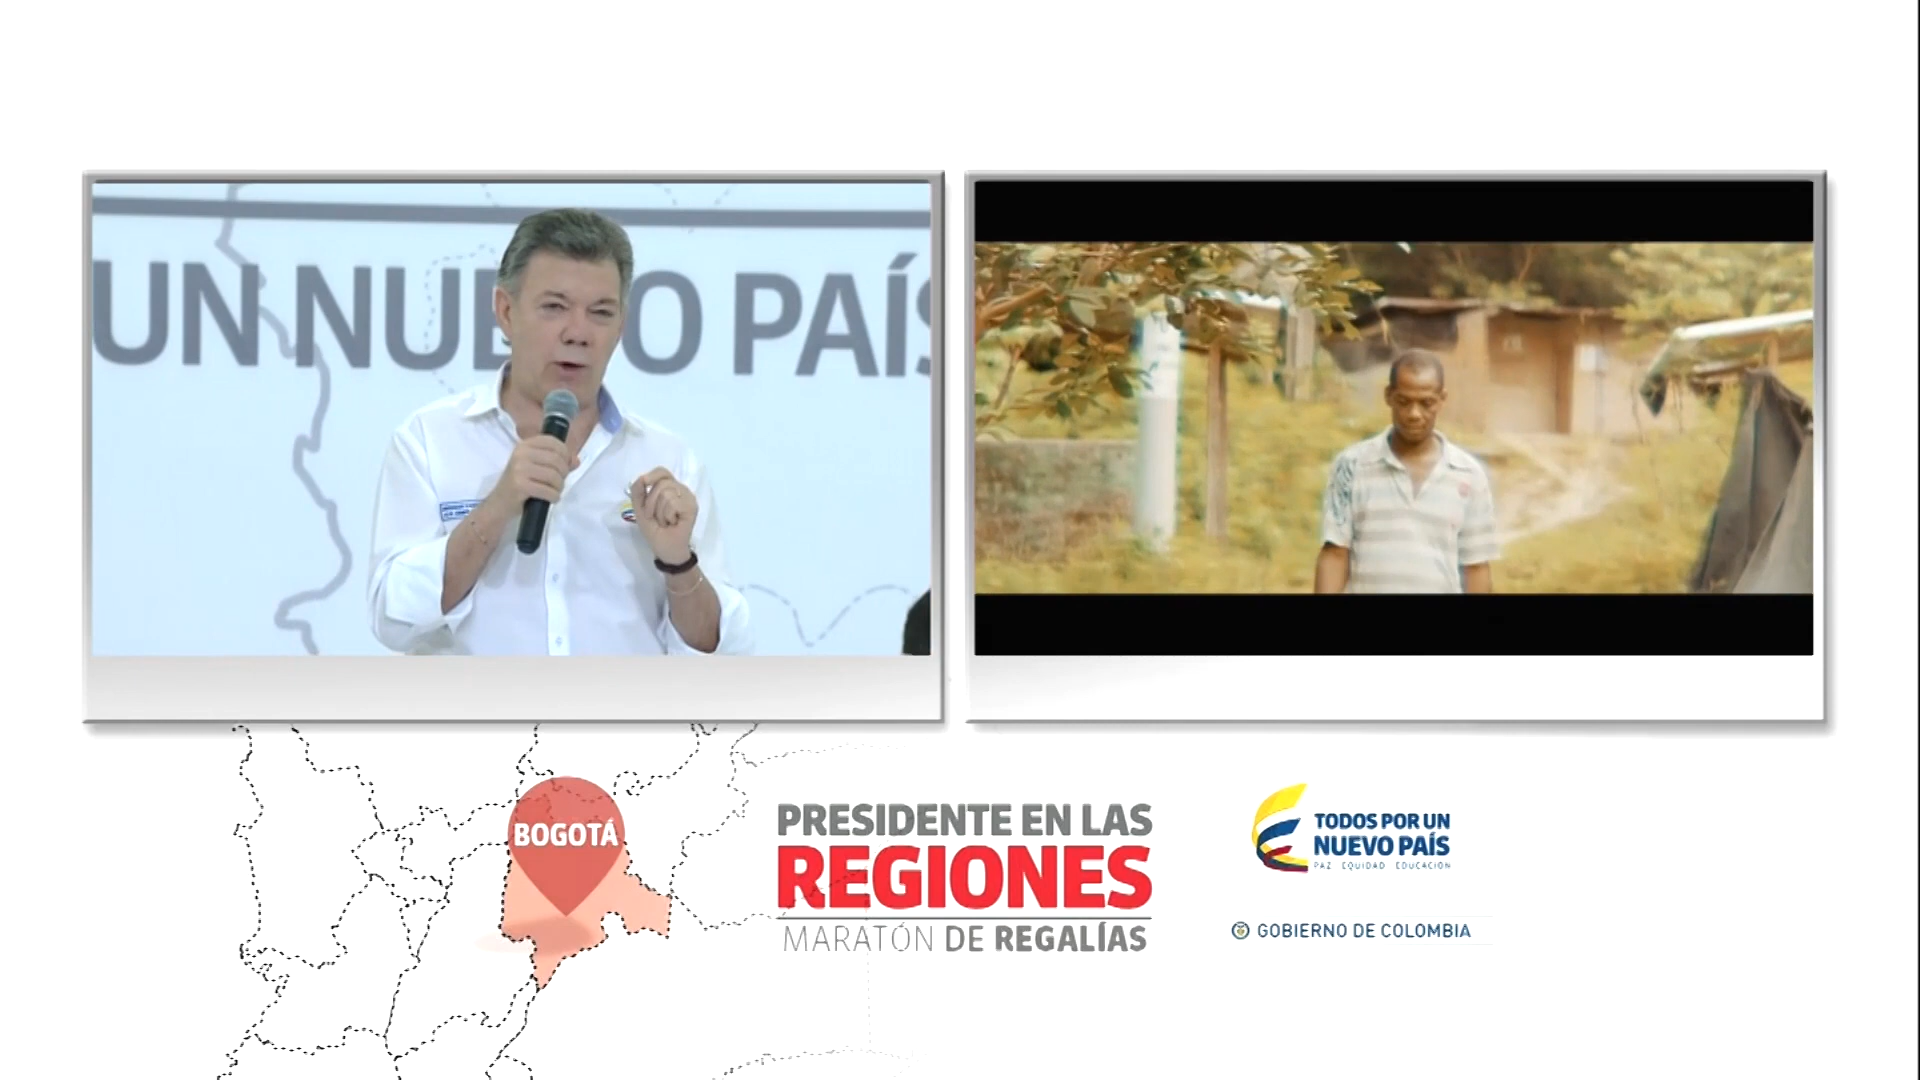 UN NUEVO PAÍS
BOGOTÁ
PRESIDENTE EN LAS
REGIONES
MARATÓN DE REGALÍAS
TODOS POR UN
NUEVO PAÍS
PAZ EQUIDAD EDUCACIÓN
GOBIERNO DE COLOMBIA